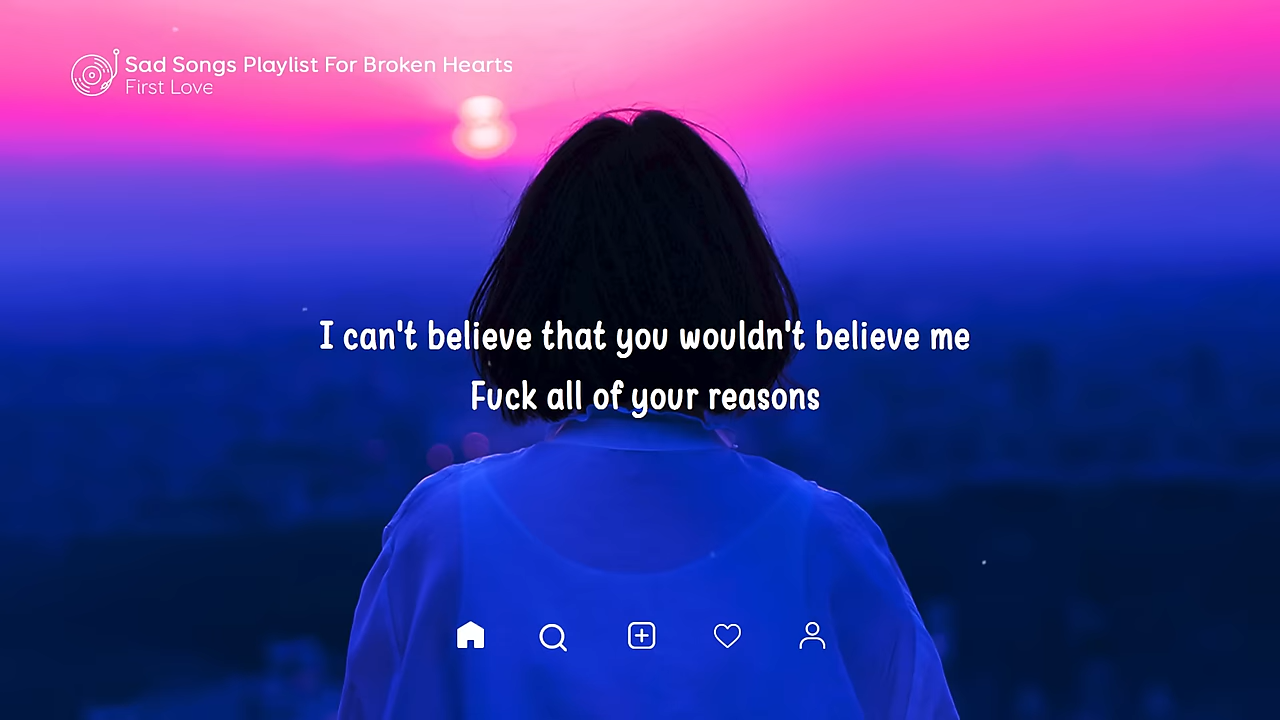 Sad Songs Playlist For Broken Hearts
First Love
I can't believe that you wouldn't believe me
Fuck all of your reasons